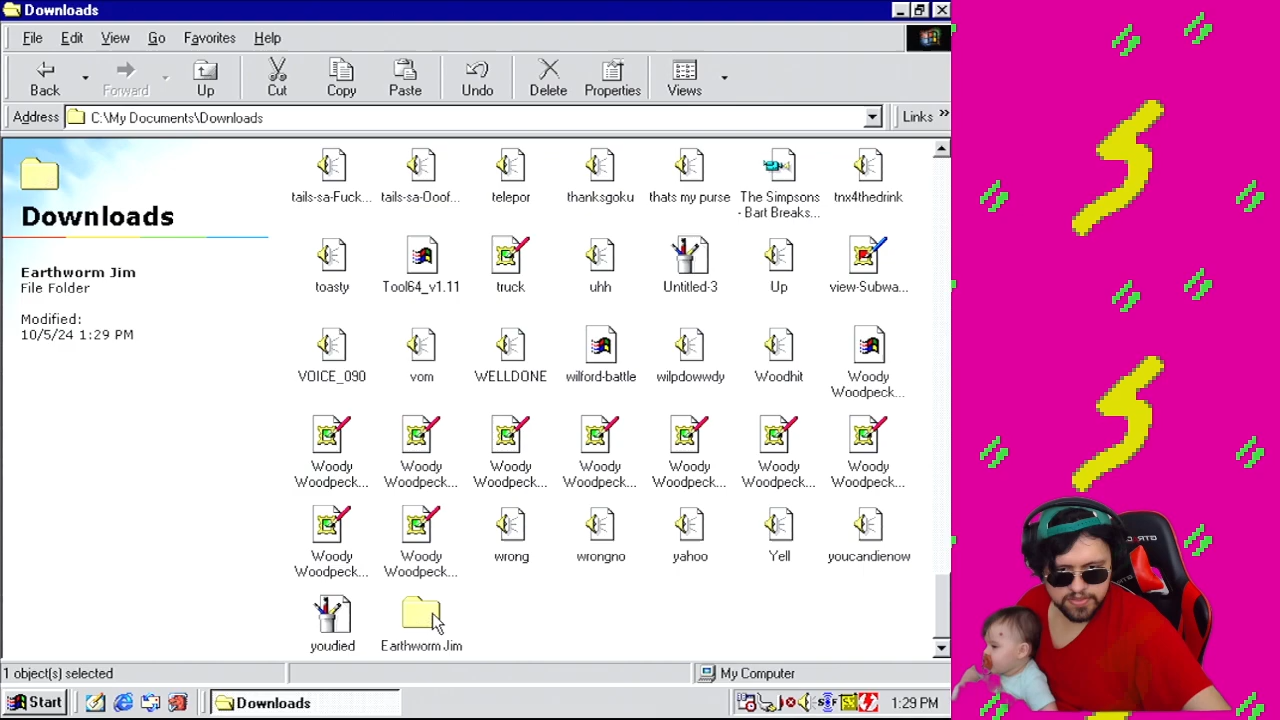 Downloads
File Edit View Go Favorites Help
Back Forward Up Cut Copy Paste Undo Delete Properties Views
Address C:\My Documents\Downloads Links »
Downloads
Earthworm Jim
File Folder
Modified:
10/5/24 1:29 PM
tails-sa-Fuck... tails-sa-Ooof... telepor thanksgoku thats my purse The Simpsons tnx4thedrink
- Bart Breaks...
toasty Tool64_v1.11 truck uhh Untitled-3 Up view-Subwa...
VOICE_090 vom WELLDONE wilford-battle wilpdowwdy Woodhit Woody
Woodpeck...
Woody Woody Woody Woody Woody Woody Woody
Woodpeck... Woodpeck... Woodpeck... Woodpeck... Woodpeck... Woodpeck... Woodpeck...
Woody Woody wrong wrongno yahoo Yell youcandienow
Woodpeck... Woodpeck...
youdied Earthworm Jim
1 object(s) selected My Computer
Start Downloads 1:29 PM